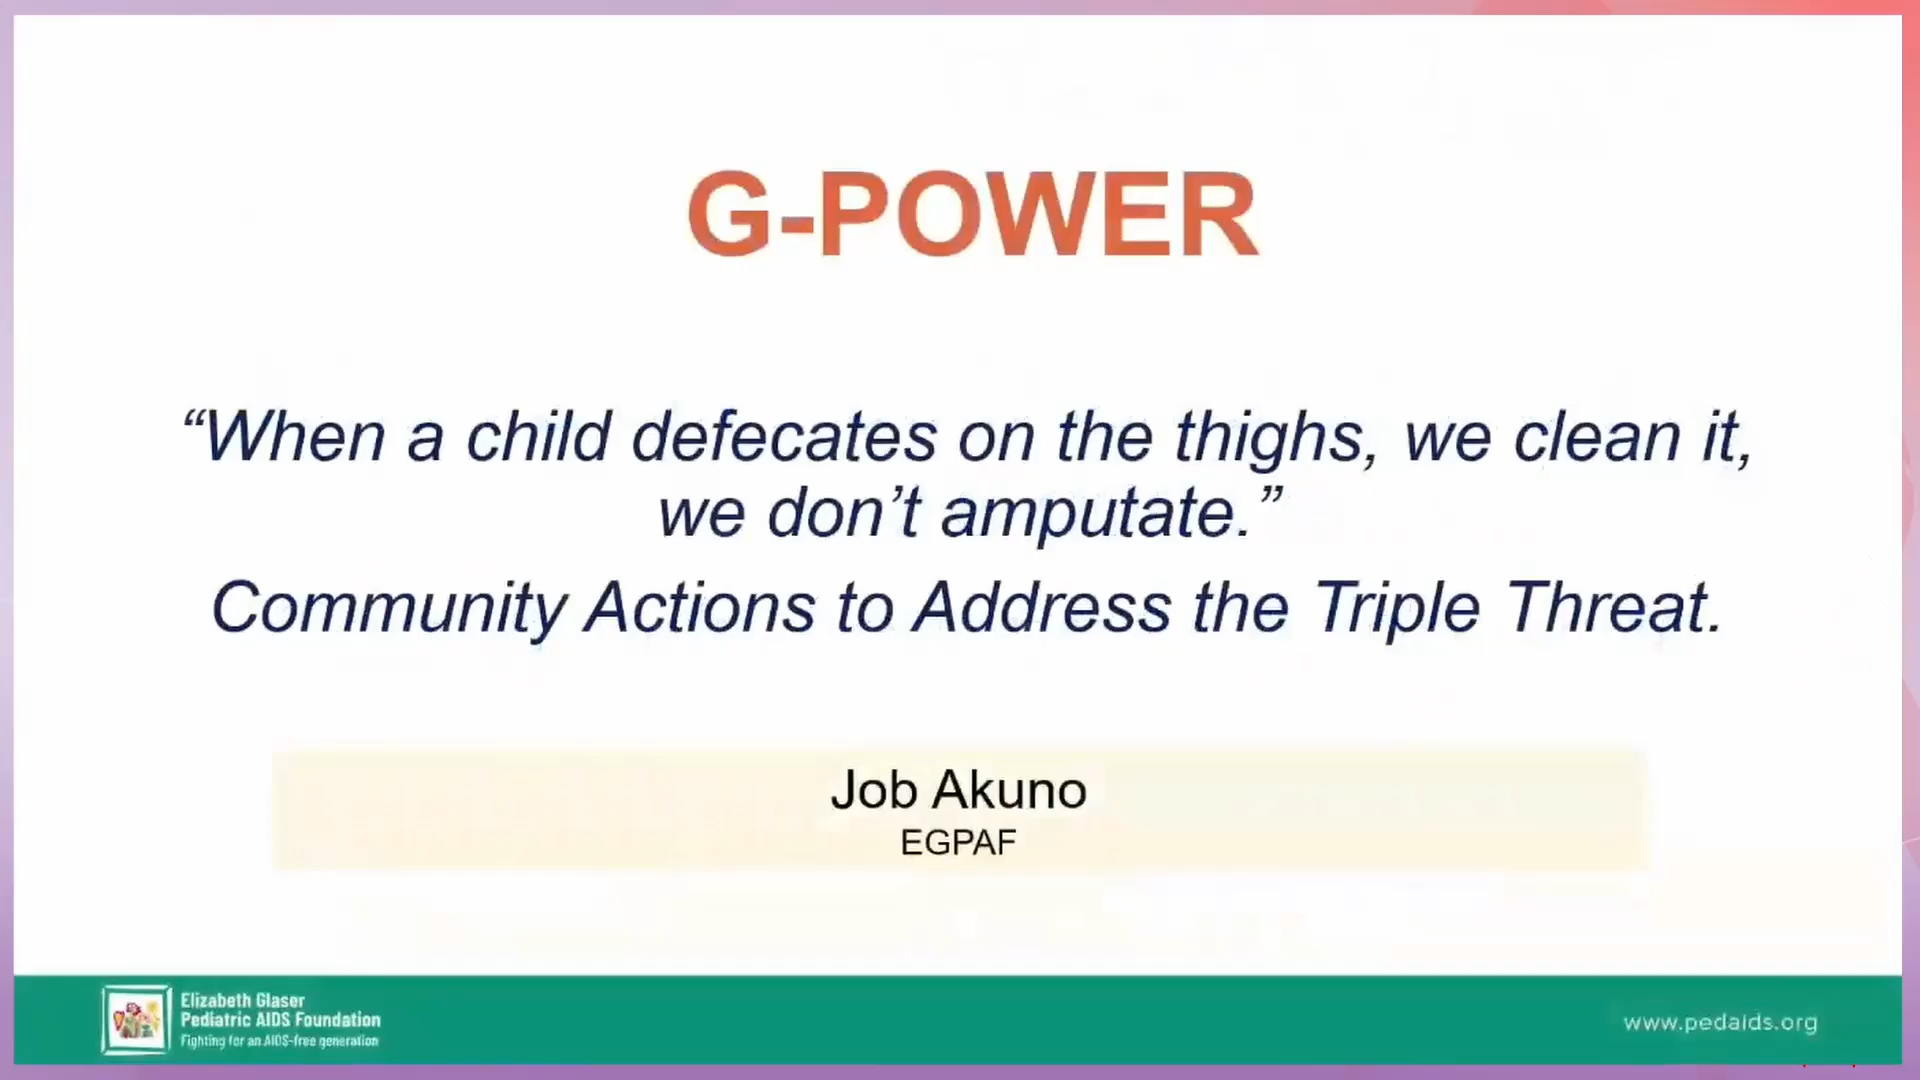 G-POWER
“When a child defecates on the thighs, we clean it,
we don’t amputate.”
Community Actions to Address the Triple Threat.
Job Akuno
EGPAF
Elizabeth Glaser
Pediatric AIDS Foundation
Fighting for an AIDS-free generation
www.pedaids.org